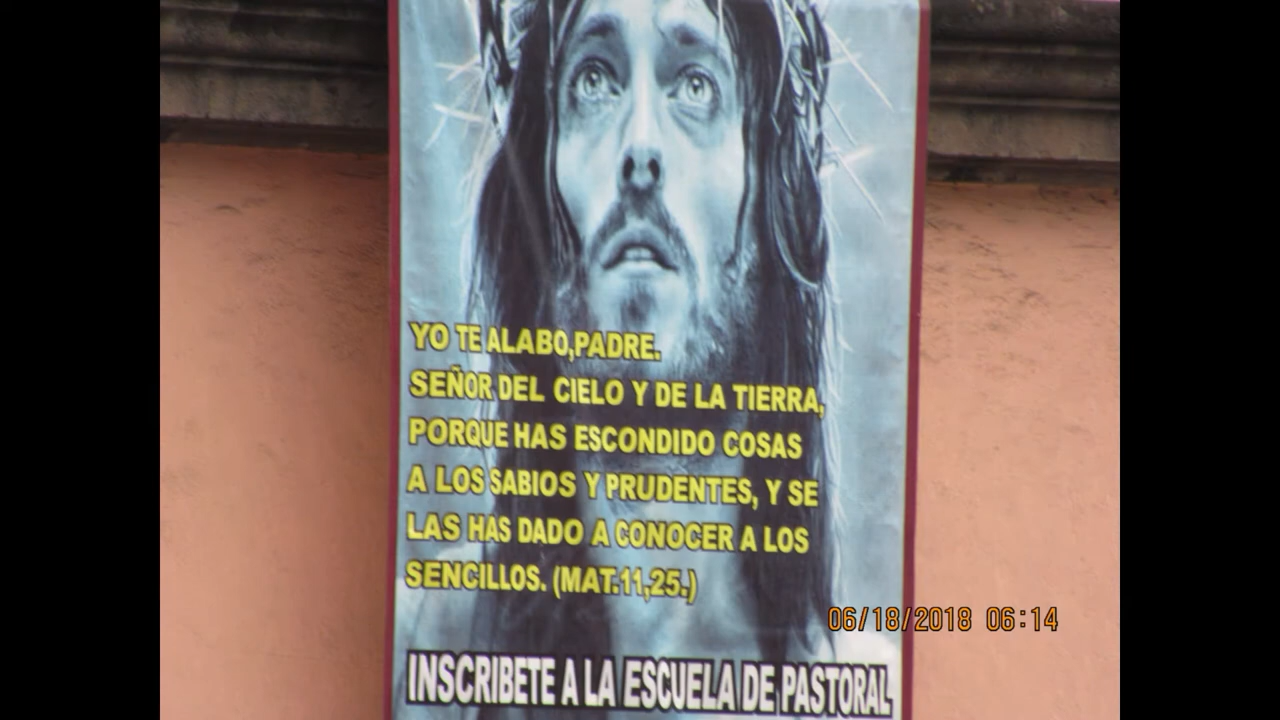 YO TE ALABO,PADRE.
SEÑOR DEL CIELO Y DE LA TIERRA,
PORQUE HAS ESCONDIDO COSAS
A LOS SABIOS Y PRUDENTES, Y SE
LAS HAS DADO A CONOCER A LOS
SENCILLOS. (MAT.11,25.)
06/18/2018 06:14
INSCRIBETE A LA ESCUELA DE PASTORAL